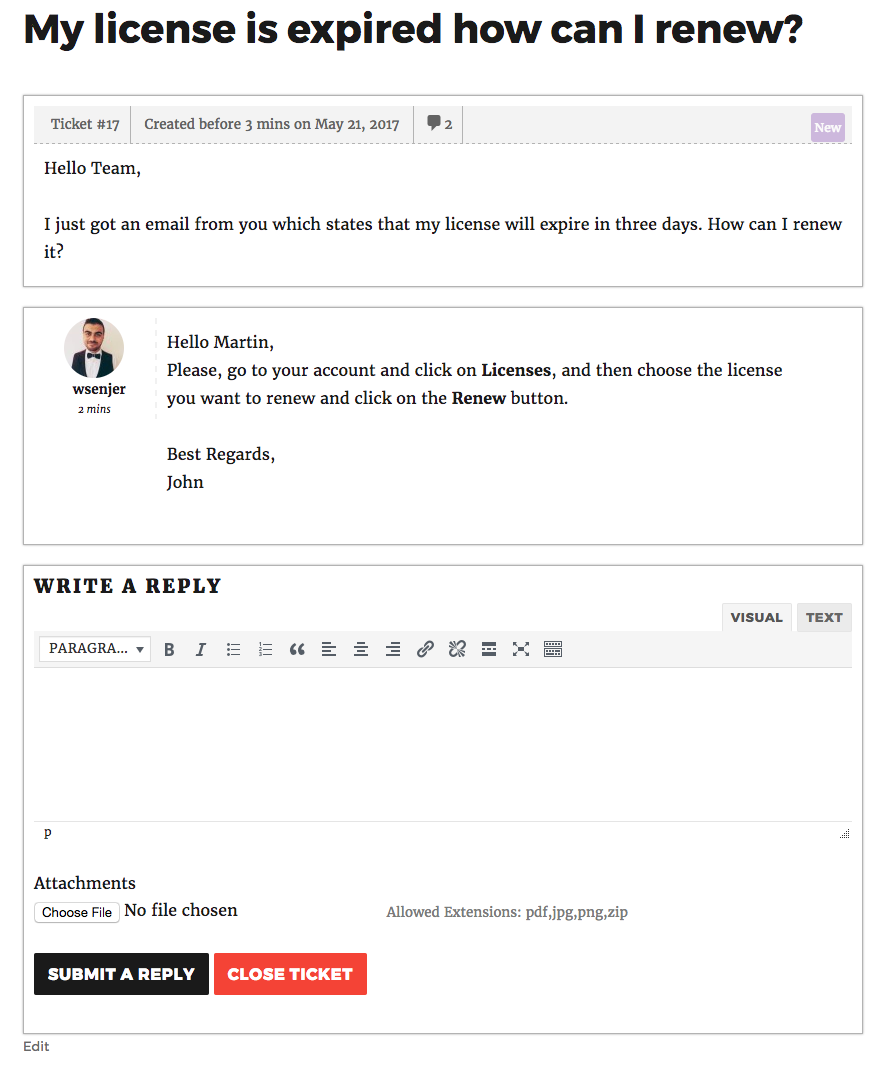 My license is expired how can I renew?
Ticket #17 Created before 3 mins on May 21, 2017 2 New
Hello Team,
I just got an email from you which states that my license will expire in three days. How can I renew
it?
wsenjer
2 mins
Hello Martin,
Please, go to your account and click on Licenses, and then choose the license
you want to renew and click on the Renew button.
Best Regards,
John
WRITE A REPLY
VISUAL TEXT
PARAGRA... B I
p
Attachments
Choose File No file chosen Allowed Extensions: pdf,jpg,png,zip
SUBMIT A REPLY CLOSE TICKET
Edit